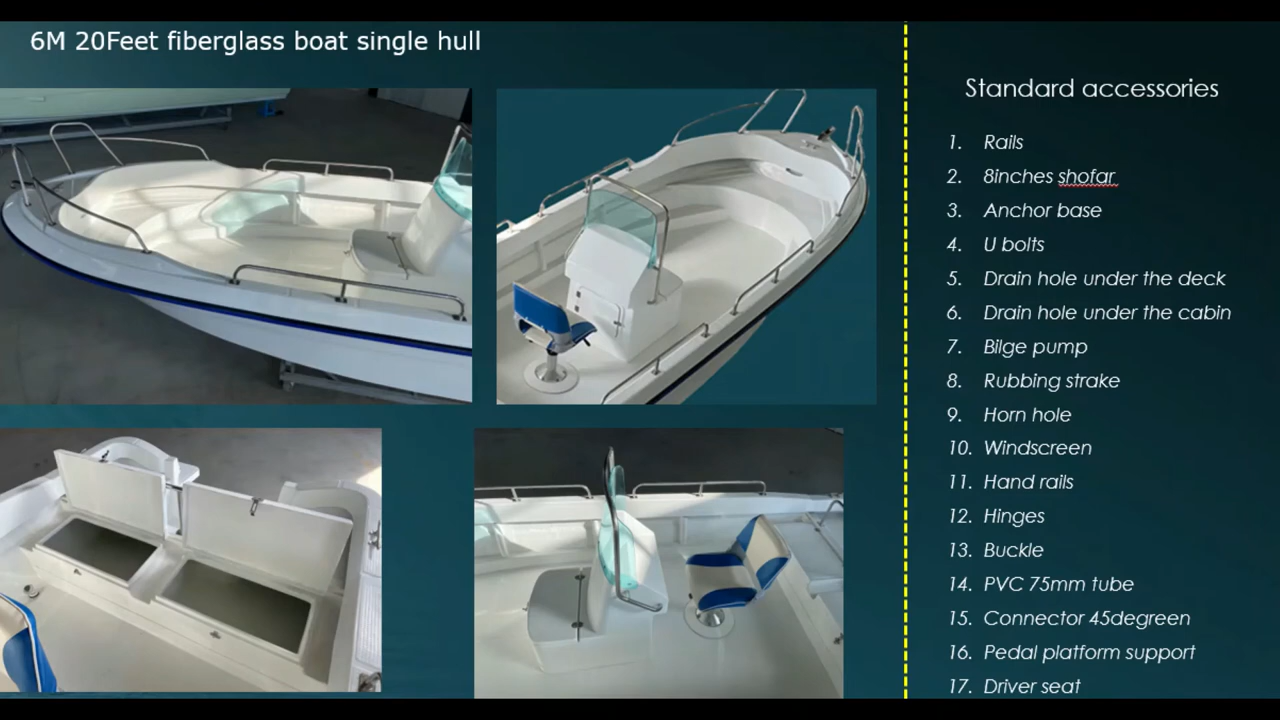 6M 20Feet fiberglass boat single hull
Standard accessories
1. Rails
2. 8inches shofar
3. Anchor base
4. U bolts
5. Drain hole under the deck
6. Drain hole under the cabin
7. Bilge pump
8. Rubbing strake
9. Horn hole
10. Windscreen
11. Hand rails
12. Hinges
13. Buckle
14. PVC 75mm tube
15. Connector 45degreen
16. Pedal platform support
17. Driver seat